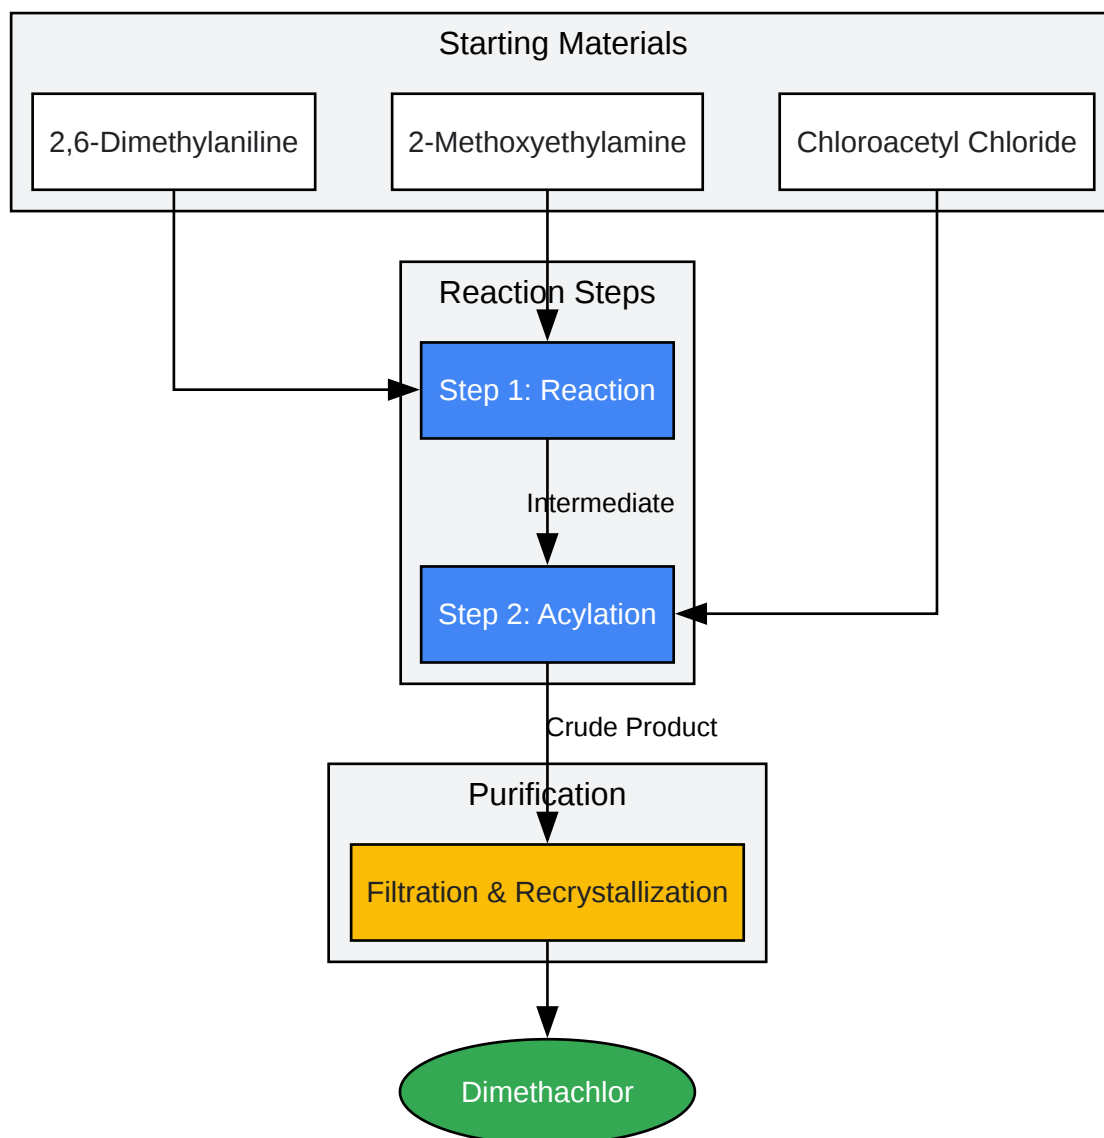 Starting Materials
2,6-Dimethylaniline
2-Methoxyethylamine
Chloroacetyl Chloride
Reaction Steps
Step 1: Reaction
Intermediate
Step 2: Acylation
Crude Product
Purification
Filtration & Recrystallization
Dimethachlor